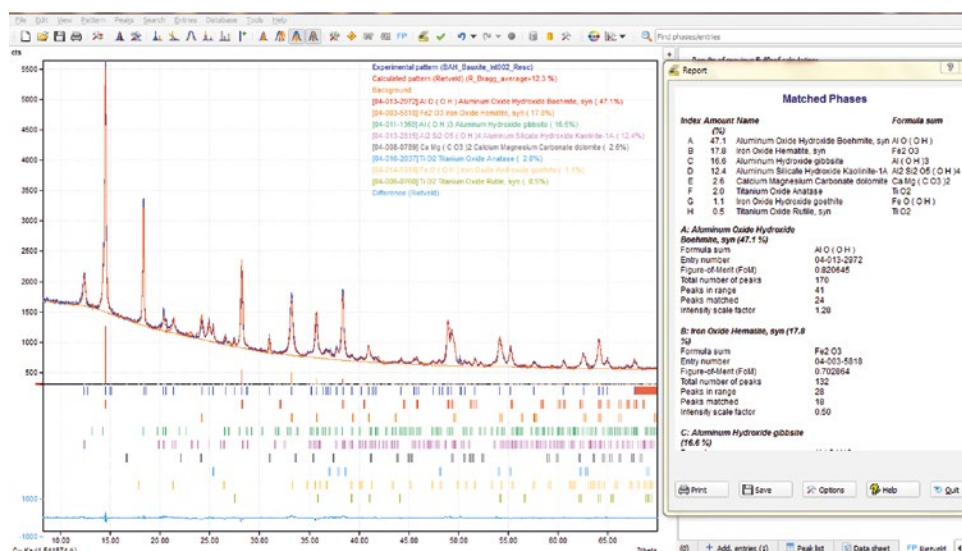 File Edit View Pattern Peaks Search Entries Database Tools Help
FP
Find phases/entries
cts
Experimental pattern (BAH_Bauxite_Int002_Resc)
Calculated pattern (Rietveld) (R_Bragg_average=12.3 %)
Background
[04-013-2972] Al O ( O H ) Aluminum Oxide Hydroxide Boehmite, syn (47.1%)
[04-003-5818] Fe2 O3 Iron Oxide Hematite, syn ( 17.8%)
[04-011-1369] Al ( O H )3 Aluminum Hydroxide gibbsite ( 16.6%)
[04-013-2815] Al2 Si2 O5 ( O H )4 Aluminum Silicate Hydroxide Kaolinite-1A ( 12.4%)
Ca Mg ( C O3 )2 Calcium Magnesium Carbonate dolomite ( 2.6%)
Ti O2 Titanium Oxide Anatase ( 2.0%)
Fe O ( O H ) Iron Oxide Hydroxide goethite ( 1.1%)
Ti O2 Titanium Oxide Rutile, syn ( 0.5%)
Difference (Rietveld)
5500
5000
4500
4000
3500
3000
2500
2000
1500
1000
500
1000
-1000
10.00 15.00 20.00 25.00 30.00 35.00 40.00 45.00 50.00 55.00 60.00 65.00
Report
Matched Phases
Index Amount Name Formula sum
(%)
A 47.1 Aluminum Oxide Hydroxide Boehmite, syn Al O ( O H )
B 17.8 Iron Oxide Hematite, syn Fe2 O3
C 16.6 Aluminum Hydroxide gibbsite Al ( O H )3
D 12.4 Aluminum Silicate Hydroxide Kaolinite-1A Al2 Si2 O5 ( O H )4
E 2.6 Calcium Magnesium Carbonate dolomite Ca Mg ( C O3 )2
F 2.0 Titanium Oxide Anatase Ti O2
G 1.1 Iron Oxide Hydroxide goethite Fe O ( O H )
H 0.5 Titanium Oxide Rutile, syn Ti O2
A: Aluminum Oxide Hydroxide
Boehmite, syn (47.1 %)
Formula sum Al O ( O H )
Entry number 04-013-2972
Figure-of-Merit (FoM) 0.820645
Total number of peaks 170
Peaks in range 41
Peaks matched 24
Intensity scale factor 1.28
B: Iron Oxide Hematite, syn (17.8
%)
Formula sum Fe2 O3
Entry number 04-003-5818
Figure-of-Merit (FoM) 0.702864
Total number of peaks 132
Peaks in range 28
Peaks matched 18
Intensity scale factor 0.50
C: Aluminum Hydroxide gibbsite
(16.6 %)
Print Save Options Help Quit
Add. entries (1) Peak list Data sheet FP Rietveld